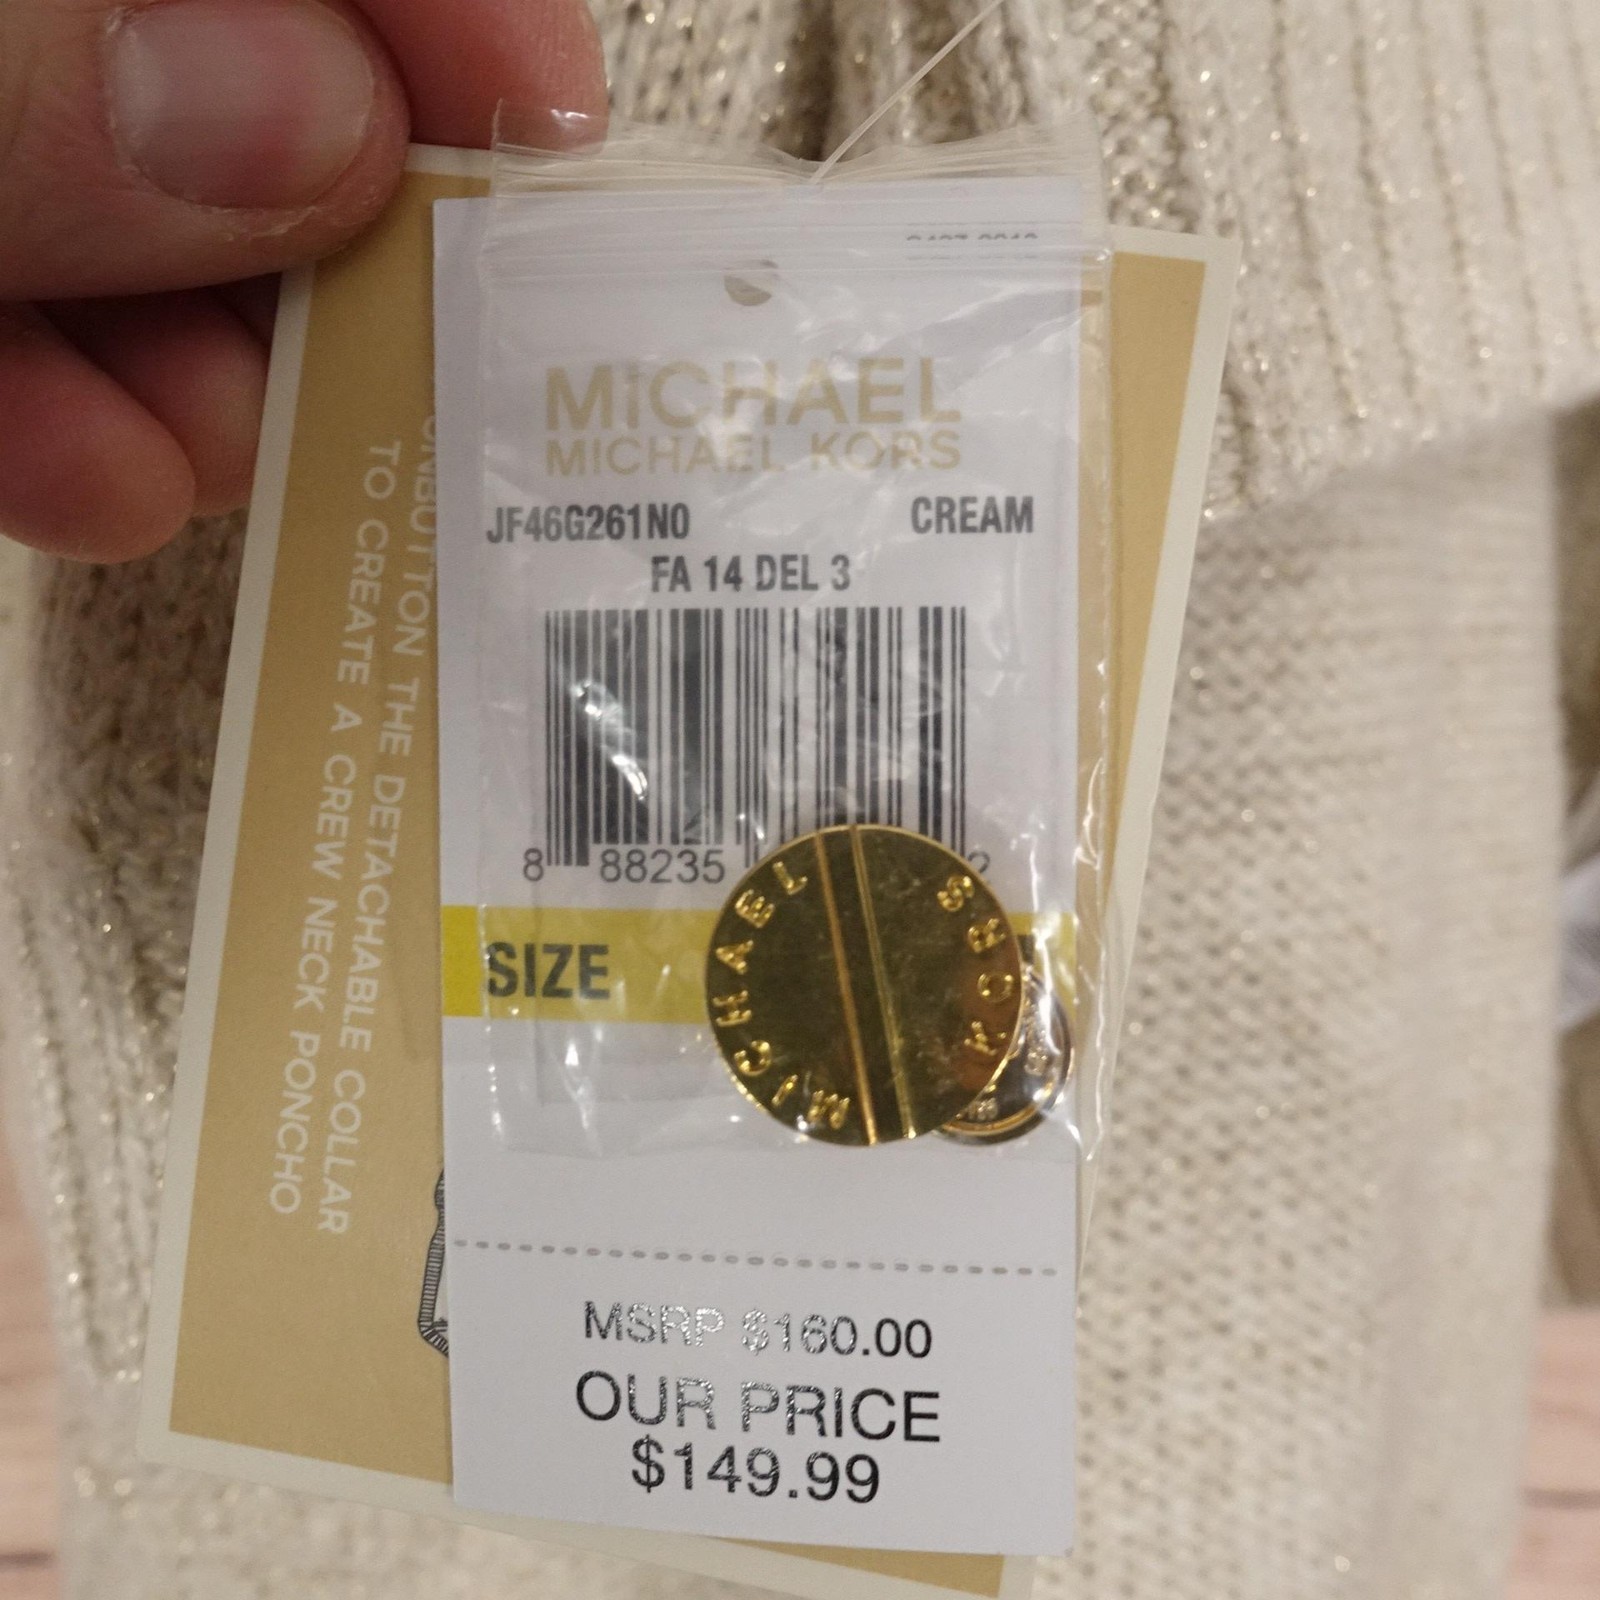 MICHAEL
MICHAEL KORS
JF46G261N0 CREAM
FA 14 DEL 3
8 88235 2
SIZE
MICHAEL KORS
MSRP $160.00
OUR PRICE
$149.99
UNBUTTON THE DETACHABLE COLLAR
TO CREATE A CREW NECK PONCHO